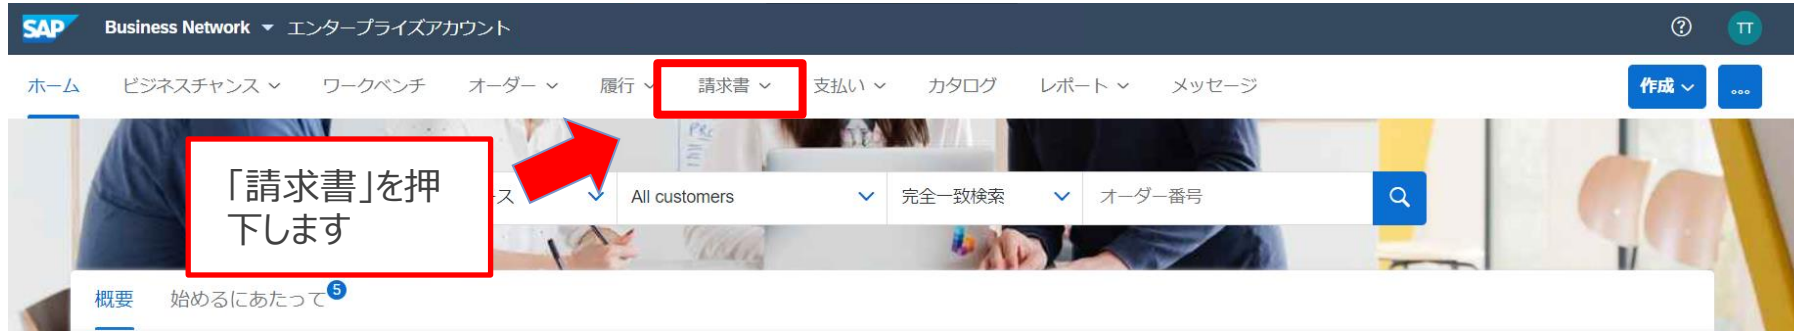 SAP Business Network エンタープライズアカウント TT
ホーム ビジネスチャンス ワークベンチ オーダー 履行 請求書 支払い カタログ レポート メッセージ 作成
「請求書」を押
下します
ース All customers 完全一致検索 オーダー番号
概要 始めるにあたって 5